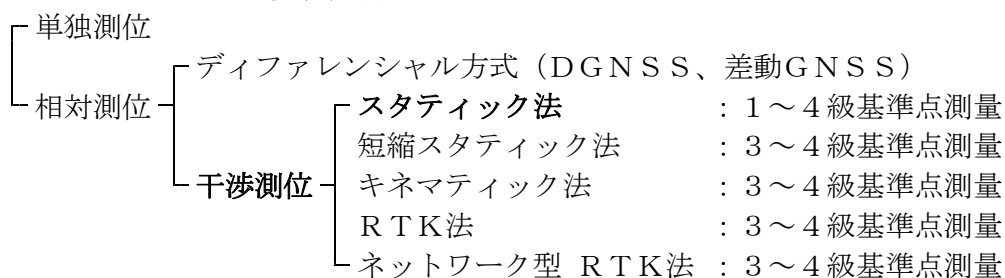 単独測位
ディファレンシャル方式（ＤＧＮＳＳ、差動ＧＮＳＳ）
相対測位 スタティック法 ：１～４級基準点測量
短縮スタティック法 ：３～４級基準点測量
干渉測位 キネマティック法 ：３～４級基準点測量
ＲＴＫ法 ：３～４級基準点測量
ネットワーク型 ＲＴＫ法：３～４級基準点測量